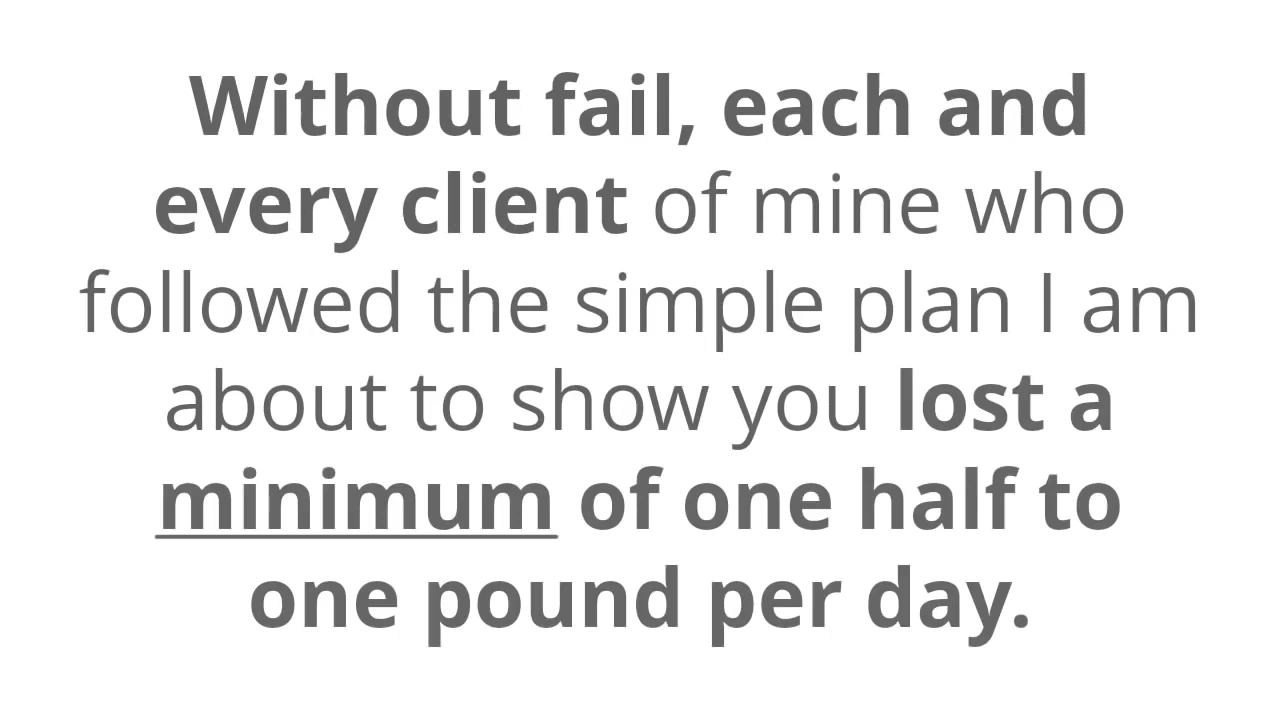 Without fail, each and
every client of mine who
followed the simple plan I am
about to show you lost a
minimum of one half to
one pound per day.